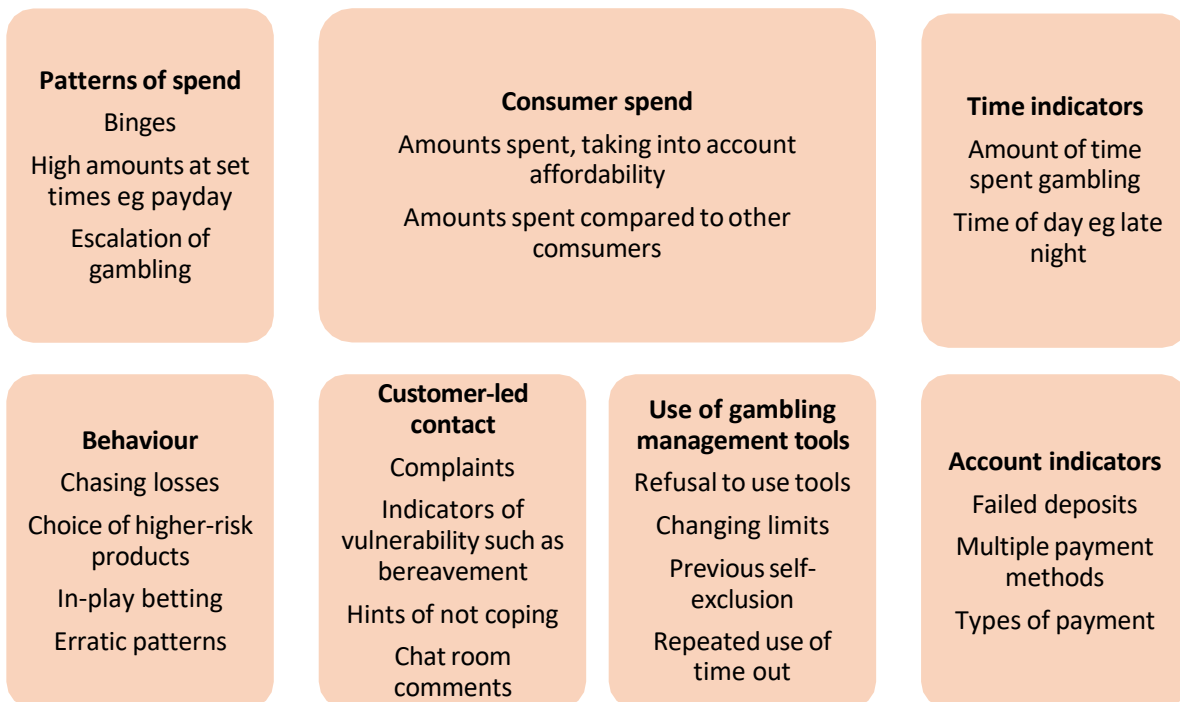 Patterns of spend
Binges
High amounts at set
times eg payday
Escalation of
gambling
Consumer spend
Amounts spent, taking into account
affordability
Amounts spent compared to other
comsumers
Time indicators
Amount of time
spent gambling
Time of day eg late
night
Behaviour
Chasing losses
Choice of higher-risk
products
In-play betting
Erratic patterns
Customer-led
contact
Complaints
Indicators of
vulnerability such as
bereavement
Hints of not coping
Chat room
comments
Use of gambling
management tools
Refusal to use tools
Changing limits
Previous self-
exclusion
Repeated use of
time out
Account indicators
Failed deposits
Multiple payment
methods
Types of payment